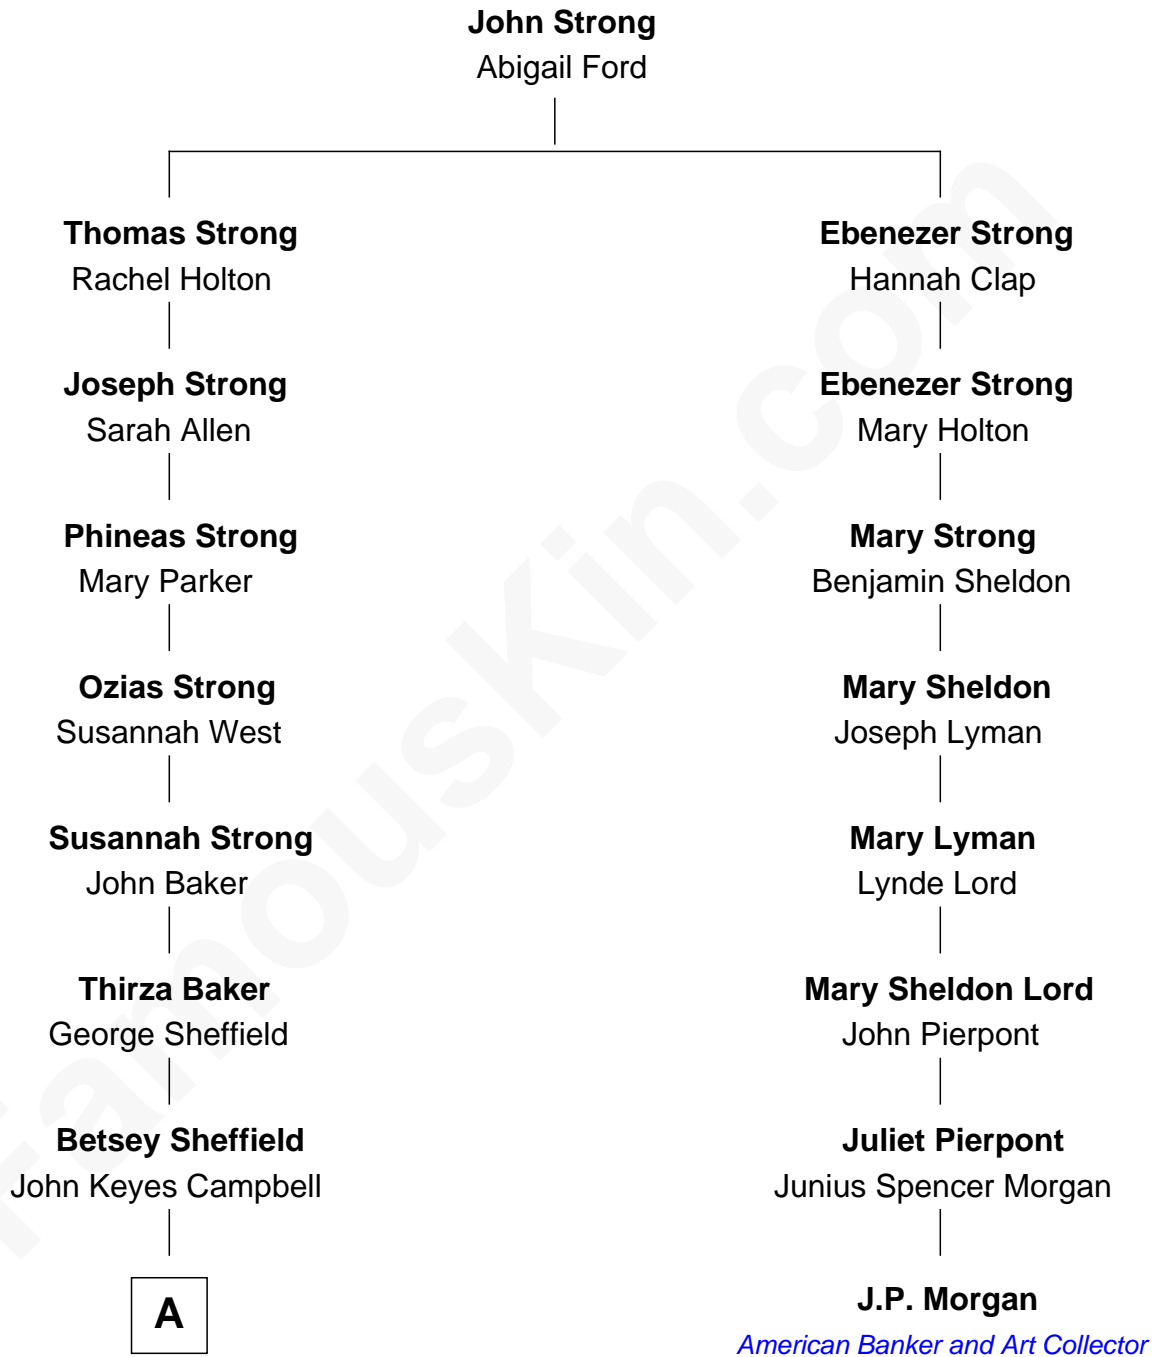 John Strong
Abigail Ford
Thomas Strong
Rachel Holton
Ebenezer Strong
Hannah Clap
Joseph Strong
Sarah Allen
Ebenezer Strong
Mary Holton
Phineas Strong
Mary Parker
Mary Strong
Benjamin Sheldon
Ozias Strong
Susannah West
Mary Sheldon
Joseph Lyman
Susannah Strong
John Baker
Mary Lyman
Lynde Lord
Thirza Baker
George Sheffield
Mary Sheldon Lord
John Pierpont
Betsey Sheffield
John Keyes Campbell
Juliet Pierpont
Junius Spencer Morgan
A
J.P. Morgan
American Banker and Art Collector
FamousKin.com